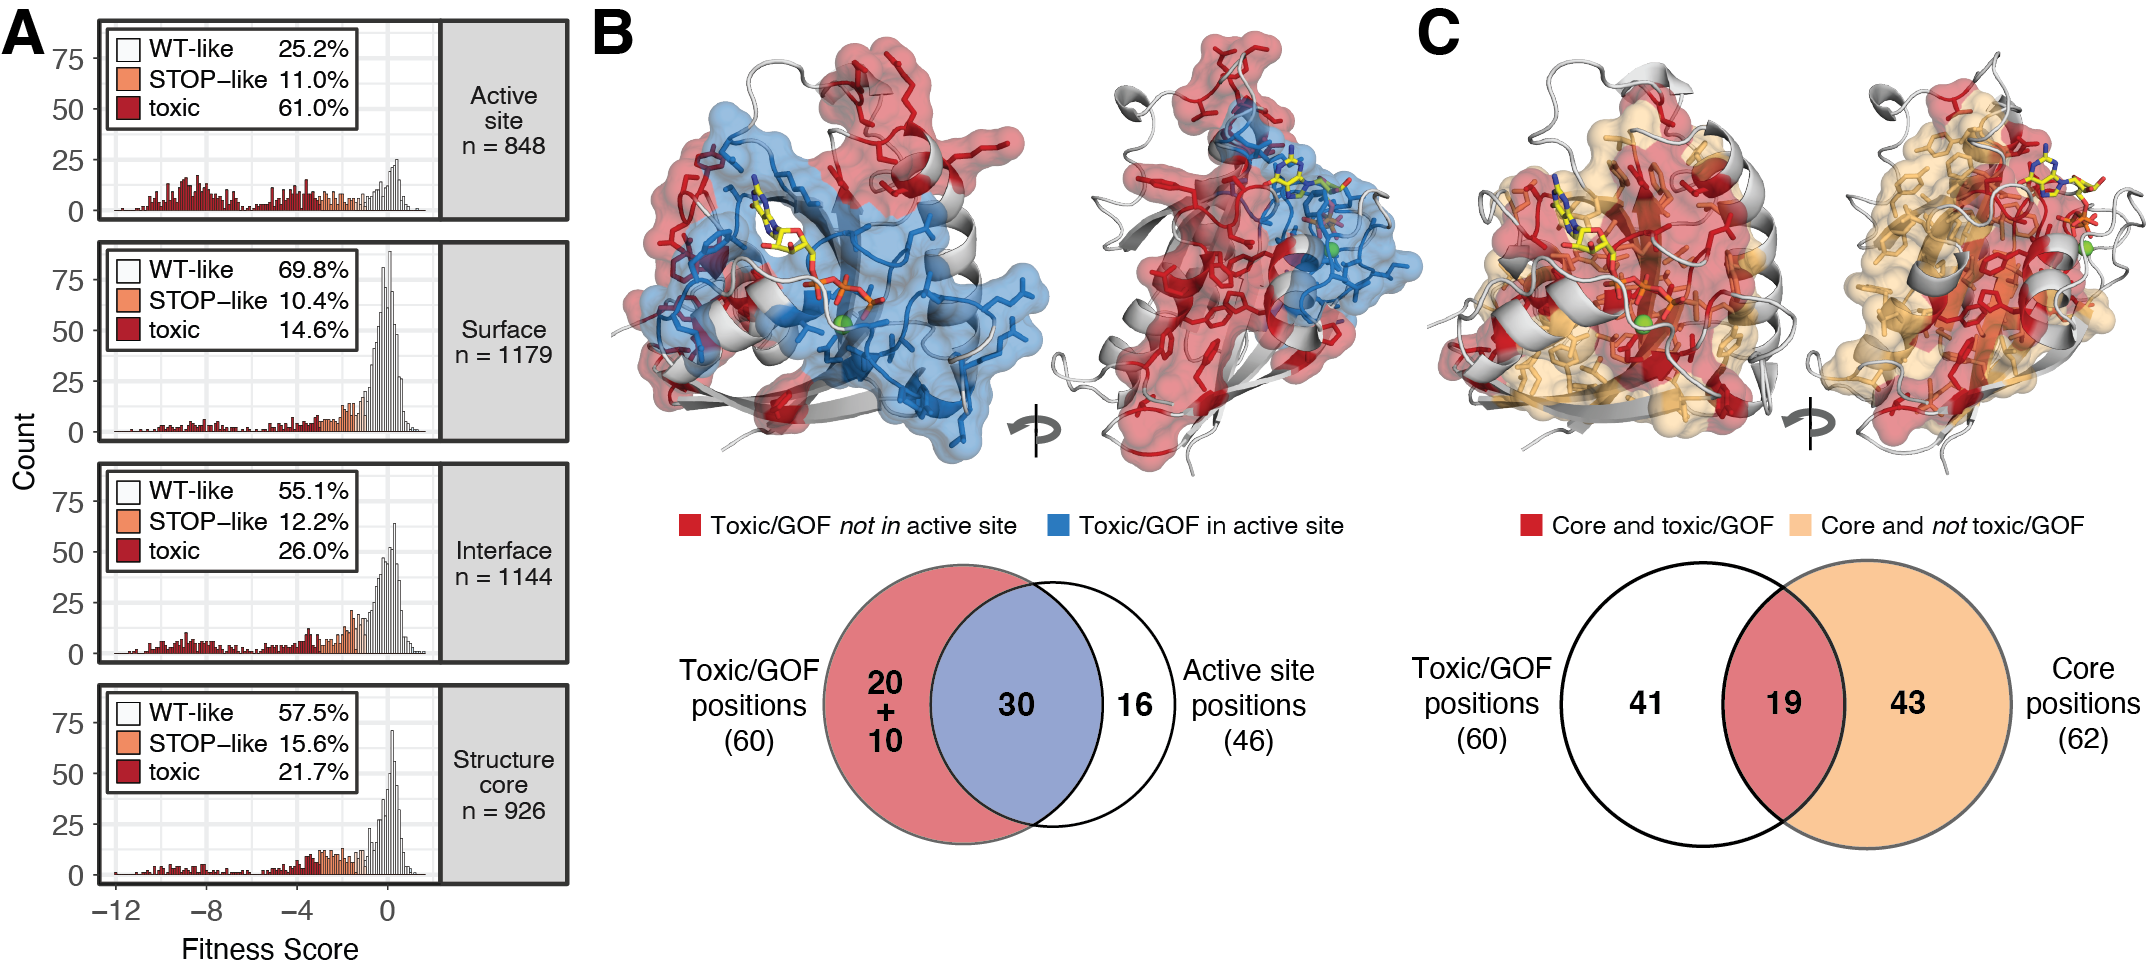 A
Count
75
50
25
0
WT-like 25.2%
STOP-like 11.0%
toxic 61.0%
Active
site
n = 848
75
50
25
0
WT-like 69.8%
STOP-like 10.4%
toxic 14.6%
Surface
n = 1179
75
50
25
0
WT-like 55.1%
STOP-like 12.2%
toxic 26.0%
Interface
n = 1144
75
50
25
0
WT-like 57.5%
STOP-like 15.6%
toxic 21.7%
Structure
core
n = 926
−12 −8 −4 0
Fitness Score
B
Toxic/GOF not in active site
Toxic/GOF in active site
Toxic/GOF
positions
(60)
20
+
10
30
16
Active site
positions
(46)
C
Core and toxic/GOF
Core and not toxic/GOF
Toxic/GOF
positions
(60)
41
19
43
Core
positions
(62)